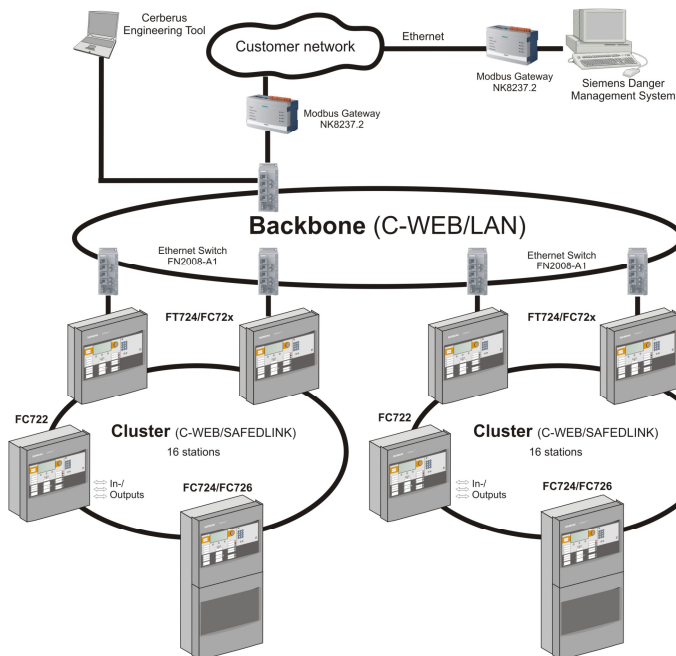 Cerberus
Engineering Tool
Customer network
Ethernet
Modbus Gateway
NK8237.2
Siemens Danger
Management System
Modbus Gateway
NK8237.2
Backbone (C-WEB/LAN)
Ethernet Switch
FN2008-A1
Ethernet Switch
FN2008-A1
FT724/FC72x
FT724/FC72x
FC722
Cluster (C-WEB/SAFEDLINK)
16 stations
In-/
Outputs
FC724/FC726
FC722
Cluster (C-WEB/SAFEDLINK)
16 stations
In-/
Outputs
FC724/FC726